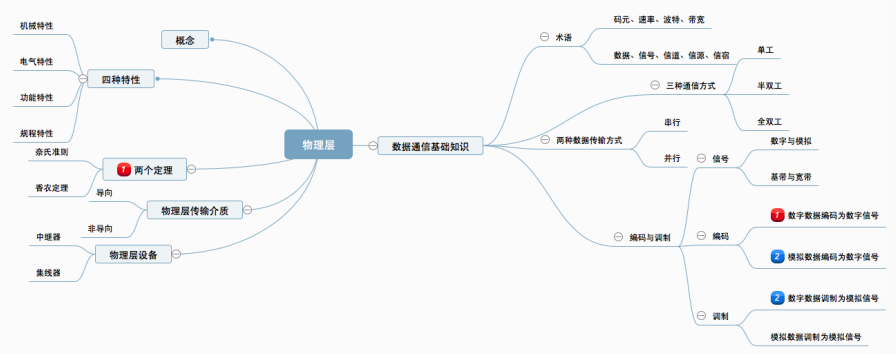 物理层
概念
四种特性
机械特性
电气特性
功能特性
规程特性
1 两个定理
奈氏准则
香农定理
物理层传输介质
导向
非导向
物理层设备
中继器
集线器
数据通信基础知识
术语
码元、速率、波特、带宽
数据、信号、信道、信源、信宿
三种通信方式
单工
半双工
全双工
两种数据传输方式
串行
并行
编码与调制
信号
数字与模拟
基带与宽带
编码
1 数字数据编码为数字信号
2 模拟数据编码为数字信号
调制
2 数字数据调制为模拟信号
模拟数据调制为模拟信号